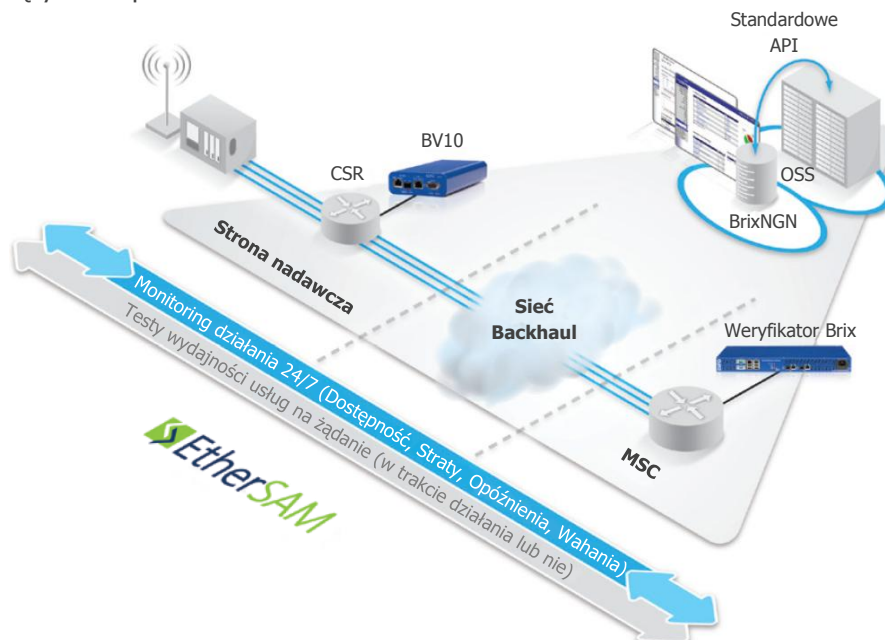 Standardowe
API
BV10
CSR
OSS
BrixNGN
Strona nadawcza
Sieć
Backhaul
Weryfikator Brix
MSC
Monitoring działania 24/7 (Dostępność, Straty, Opóźnienia, Wahania)
Testy wydajności usług na żądanie (w trakcie działania lub nie)
EtherSAM